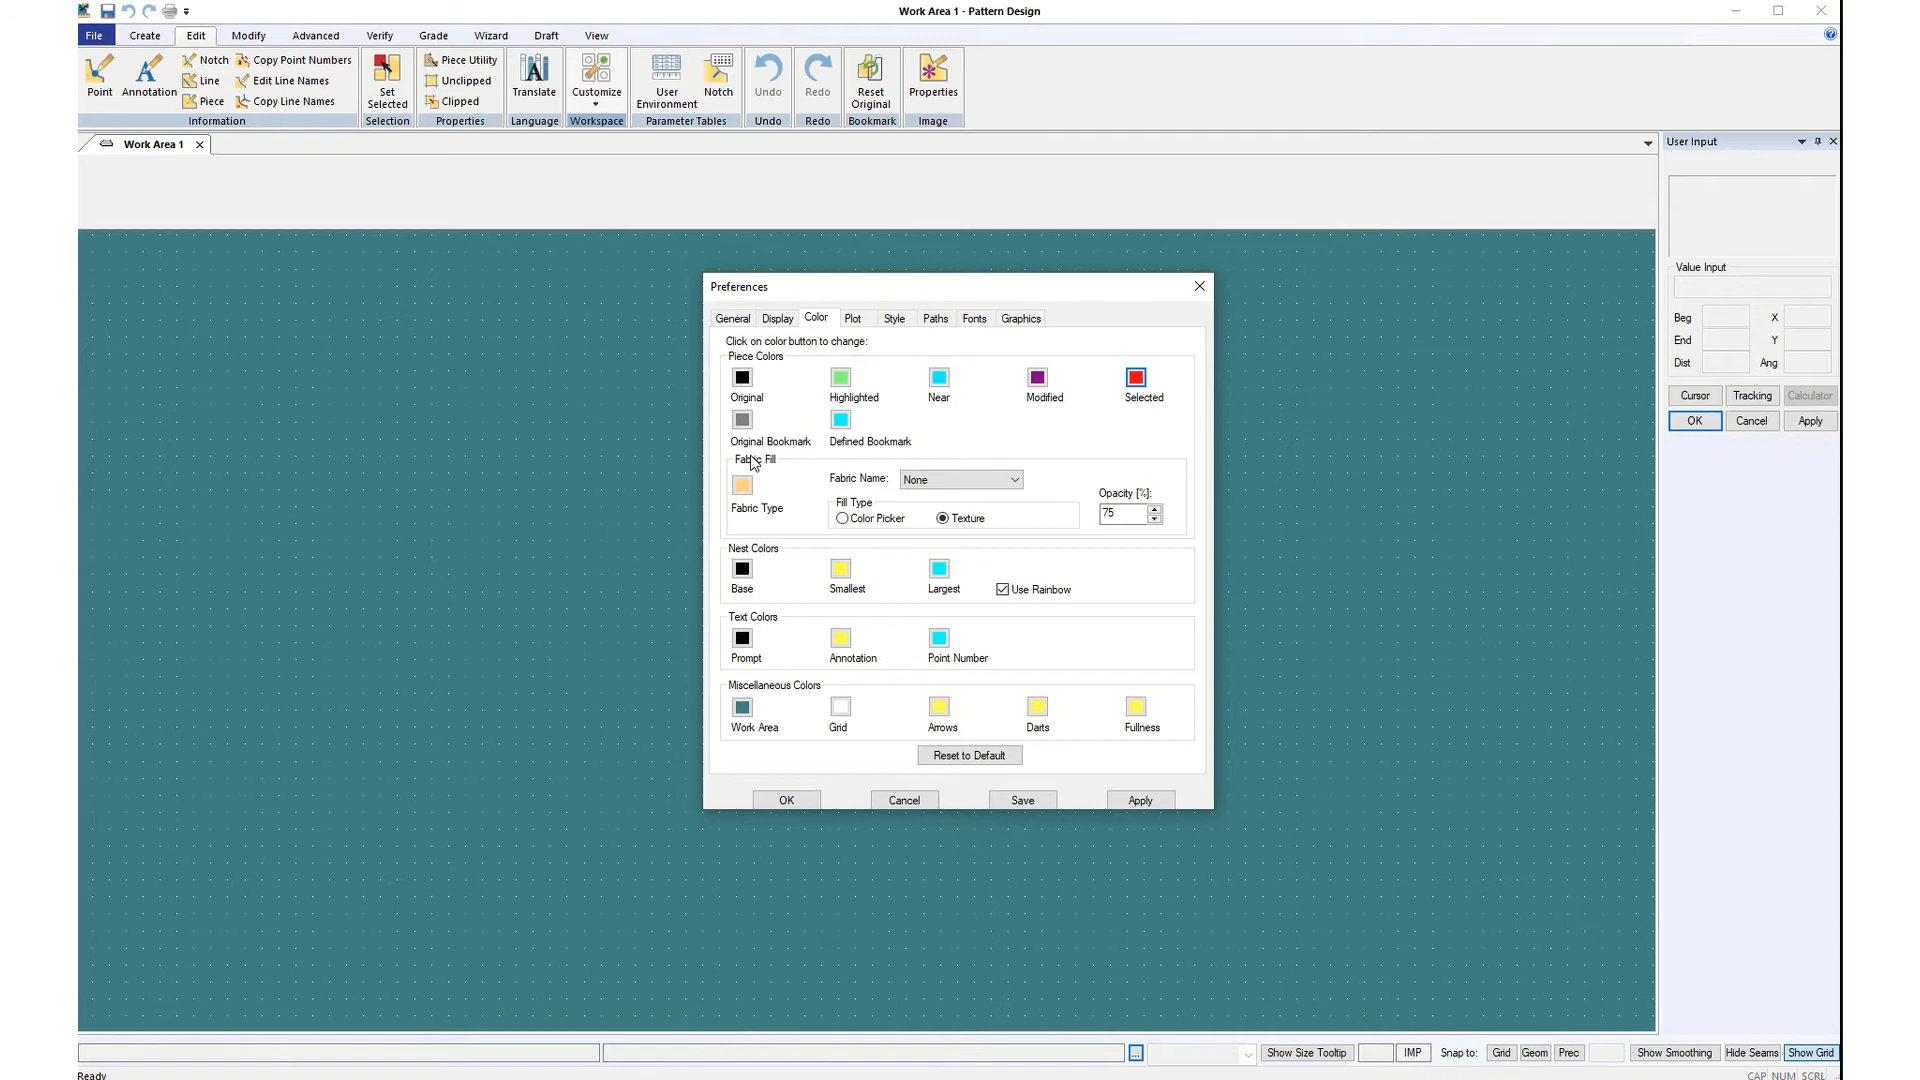 Work Area 1 - Pattern Design
File Create Edit Modify Advanced Verify Grade Wizard Draft View
Point
Annotation
Notch
Line
Piece
Copy Point Numbers
Edit Line Names
Copy Line Names
Information
Set
Selected
Selection
Piece Utility
Unclipped
Clipped
Properties
Translate
Language
Customize
Workspace
User
Environment
Notch
Parameter Tables
Undo
Undo
Redo
Redo
Reset
Original
Bookmark
Properties
Image
Work Area 1
User Input
Value Input
Beg X
End Y
Dist Ang
Cursor Tracking Calculator
OK Cancel Apply
Preferences
General Display Color Plot Style Paths Fonts Graphics
Click on color button to change:
Piece Colors
Original Highlighted Near Modified Selected
Original Bookmark Defined Bookmark
Fabric Fill
Fabric Type
Fabric Name: None
Fill Type
Color Picker Texture
Opacity [%]:
75
Nest Colors
Base Smallest Largest Use Rainbow
Text Colors
Prompt Annotation Point Number
Miscellaneous Colors
Work Area Grid Arrows Darts Fullness
Reset to Default
OK Cancel Save Apply
... Show Size Tooltip IMP Snap to: Grid Geom Prec Show Smoothing Hide Seams Show Grid
Ready CAP NUM SCRL